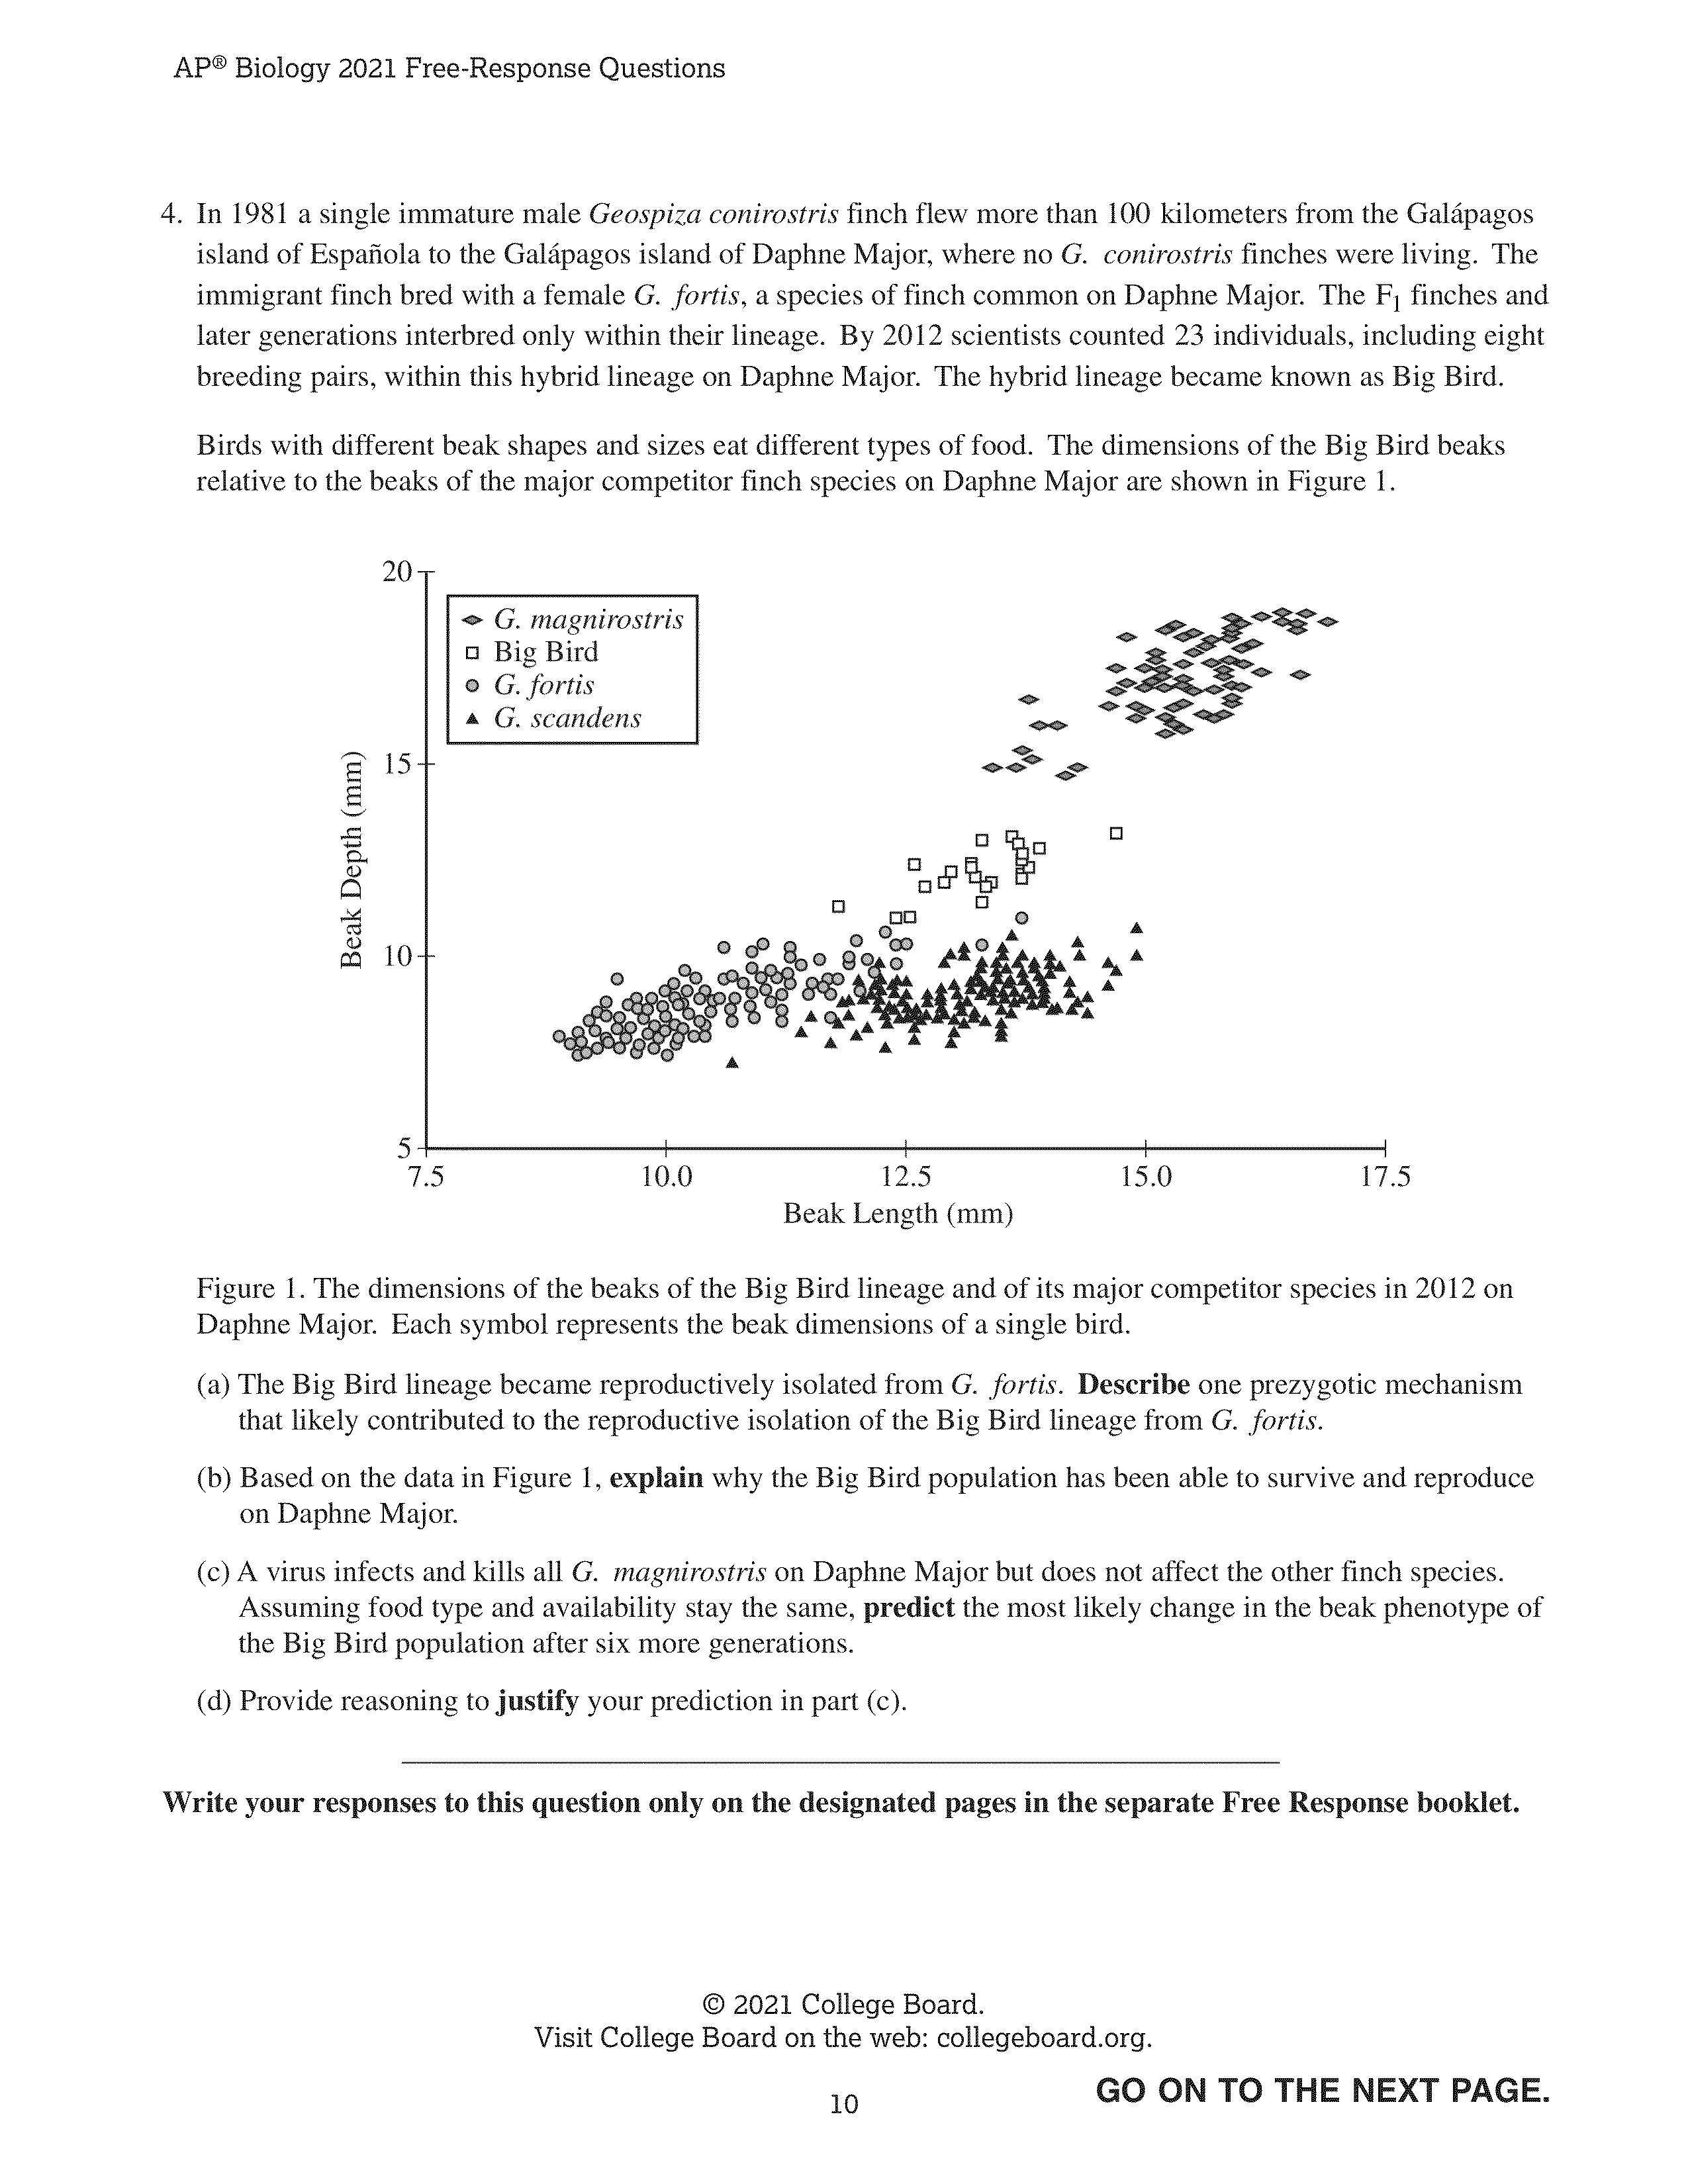 AP® Biology 2021 Free-Response Questions
4. In 1981 a single immature male Geospiza conirostris finch flew more than 100 kilometers from the Galápagos
island of Española to the Galápagos island of Daphne Major, where no G. conirostris finches were living. The
immigrant finch bred with a female G. fortis, a species of finch common on Daphne Major. The F₁ finches and
later generations interbred only within their lineage. By 2012 scientists counted 23 individuals, including eight
breeding pairs, within this hybrid lineage on Daphne Major. The hybrid lineage became known as Big Bird.
Birds with different beak shapes and sizes eat different types of food. The dimensions of the Big Bird beaks
relative to the beaks of the major competitor finch species on Daphne Major are shown in Figure 1.
20
G. magnirostris
Big Bird
G. fortis
G. scandens
15
Beak Depth (mm)
10
5
7.5 10.0 12.5 15.0 17.5
Beak Length (mm)
Figure 1. The dimensions of the beaks of the Big Bird lineage and of its major competitor species in 2012 on
Daphne Major. Each symbol represents the beak dimensions of a single bird.
(a) The Big Bird lineage became reproductively isolated from G. fortis. Describe one prezygotic mechanism
that likely contributed to the reproductive isolation of the Big Bird lineage from G. fortis.
(b) Based on the data in Figure 1, explain why the Big Bird population has been able to survive and reproduce
on Daphne Major.
(c) A virus infects and kills all G. magnirostris on Daphne Major but does not affect the other finch species.
Assuming food type and availability stay the same, predict the most likely change in the beak phenotype of
the Big Bird population after six more generations.
(d) Provide reasoning to justify your prediction in part (c).
Write your responses to this question only on the designated pages in the separate Free Response booklet.
© 2021 College Board.
Visit College Board on the web: collegeboard.org.
GO ON TO THE NEXT PAGE.
10